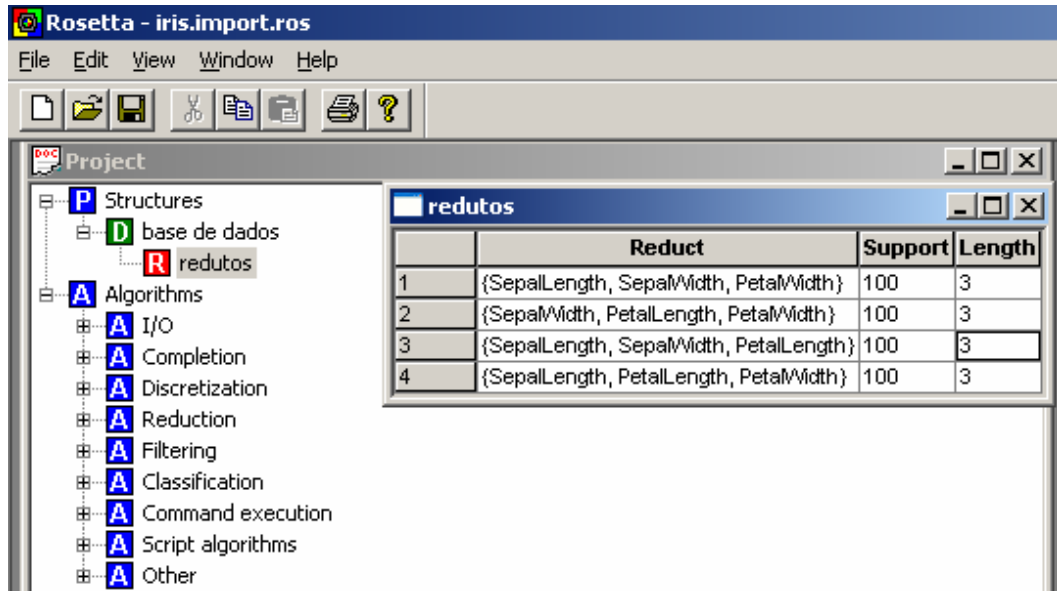 Rosetta - iris.import.ros
File Edit View Window Help
DOC Project
P Structures
D base de dados
R redutos
A Algorithms
A I/O
A Completion
A Discretization
A Reduction
A Filtering
A Classification
A Command execution
A Script algorithms
A Other
redutos
Reduct Support Length
1 {SepalLength, SepalWidth, PetalWidth} 100 3
2 {SepalWidth, PetalLength, PetalWidth} 100 3
3 {SepalLength, SepalWidth, PetalLength} 100 3
4 {SepalLength, PetalLength, PetalWidth} 100 3